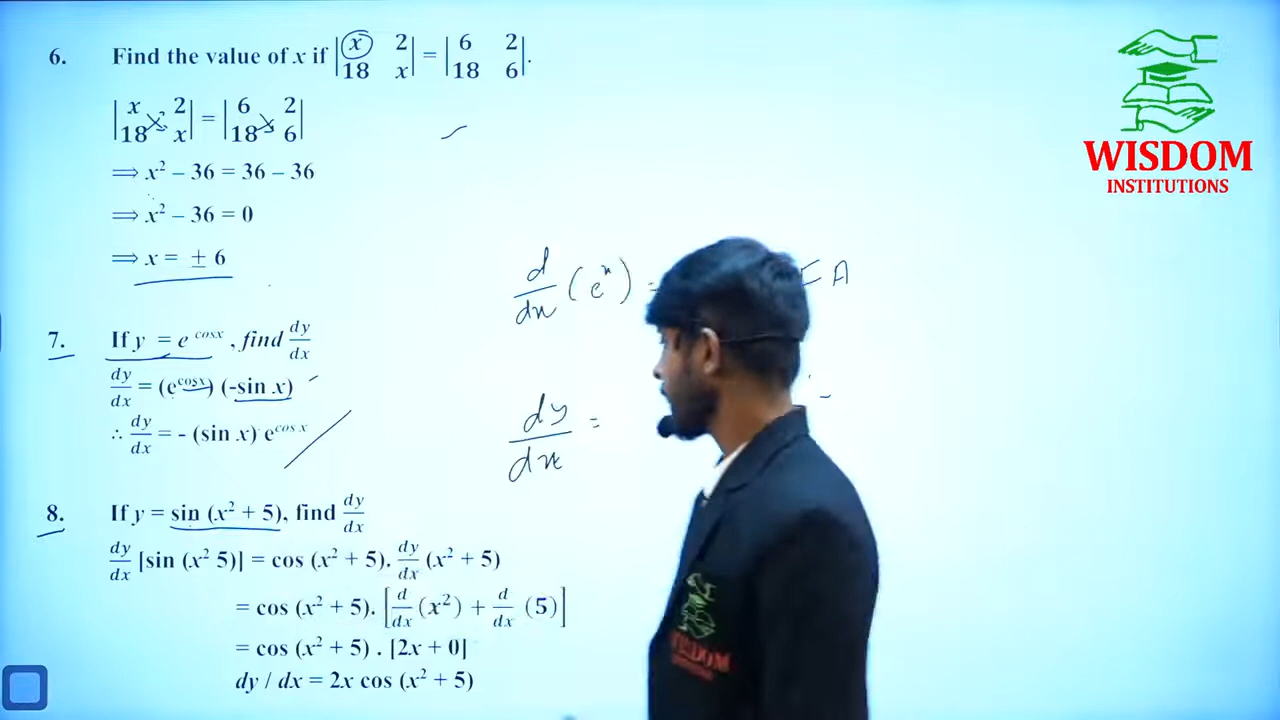 6. Find the value of x if |x 2 18 x| = |6 2 18 6|.
|x 2 18 x| = |6 2 18 6|
⟹ x² – 36 = 36 – 36
⟹ x² – 36 = 0
⟹ x = ± 6
7. If y = e^cosx, find dy/dx
dy/dx = (e^cosx) (-sin x)
∴ dy/dx = - (sin x) e^cos x
8. If y = sin (x² + 5), find dy/dx
dy/dx [sin (x² 5)] = cos (x² + 5). dy/dx (x² + 5)
= cos (x² + 5). [d/dx (x²) + d/dx (5)]
= cos (x² + 5) . [2x + 0]
dy / dx = 2x cos (x² + 5)
d/dx (e^x) =
dy/dx =
WISDOM
INSTITUTIONS
WISDOM